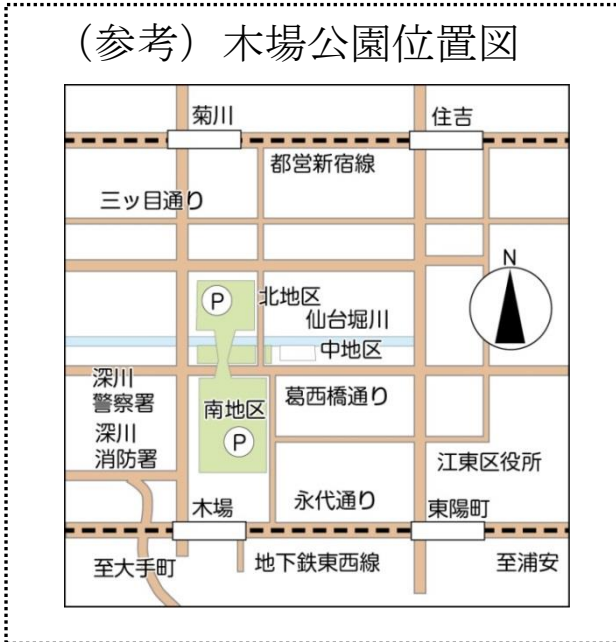 (参考)木場公園位置図
菊川
住吉
都営新宿線
三ッ目通り
N
P
北地区
仙台堀川
中地区
深川
警察署
南地区
葛西橋通り
深川
消防署
P
江東区役所
木場
永代通り
東陽町
至大手町
地下鉄東西線
至浦安